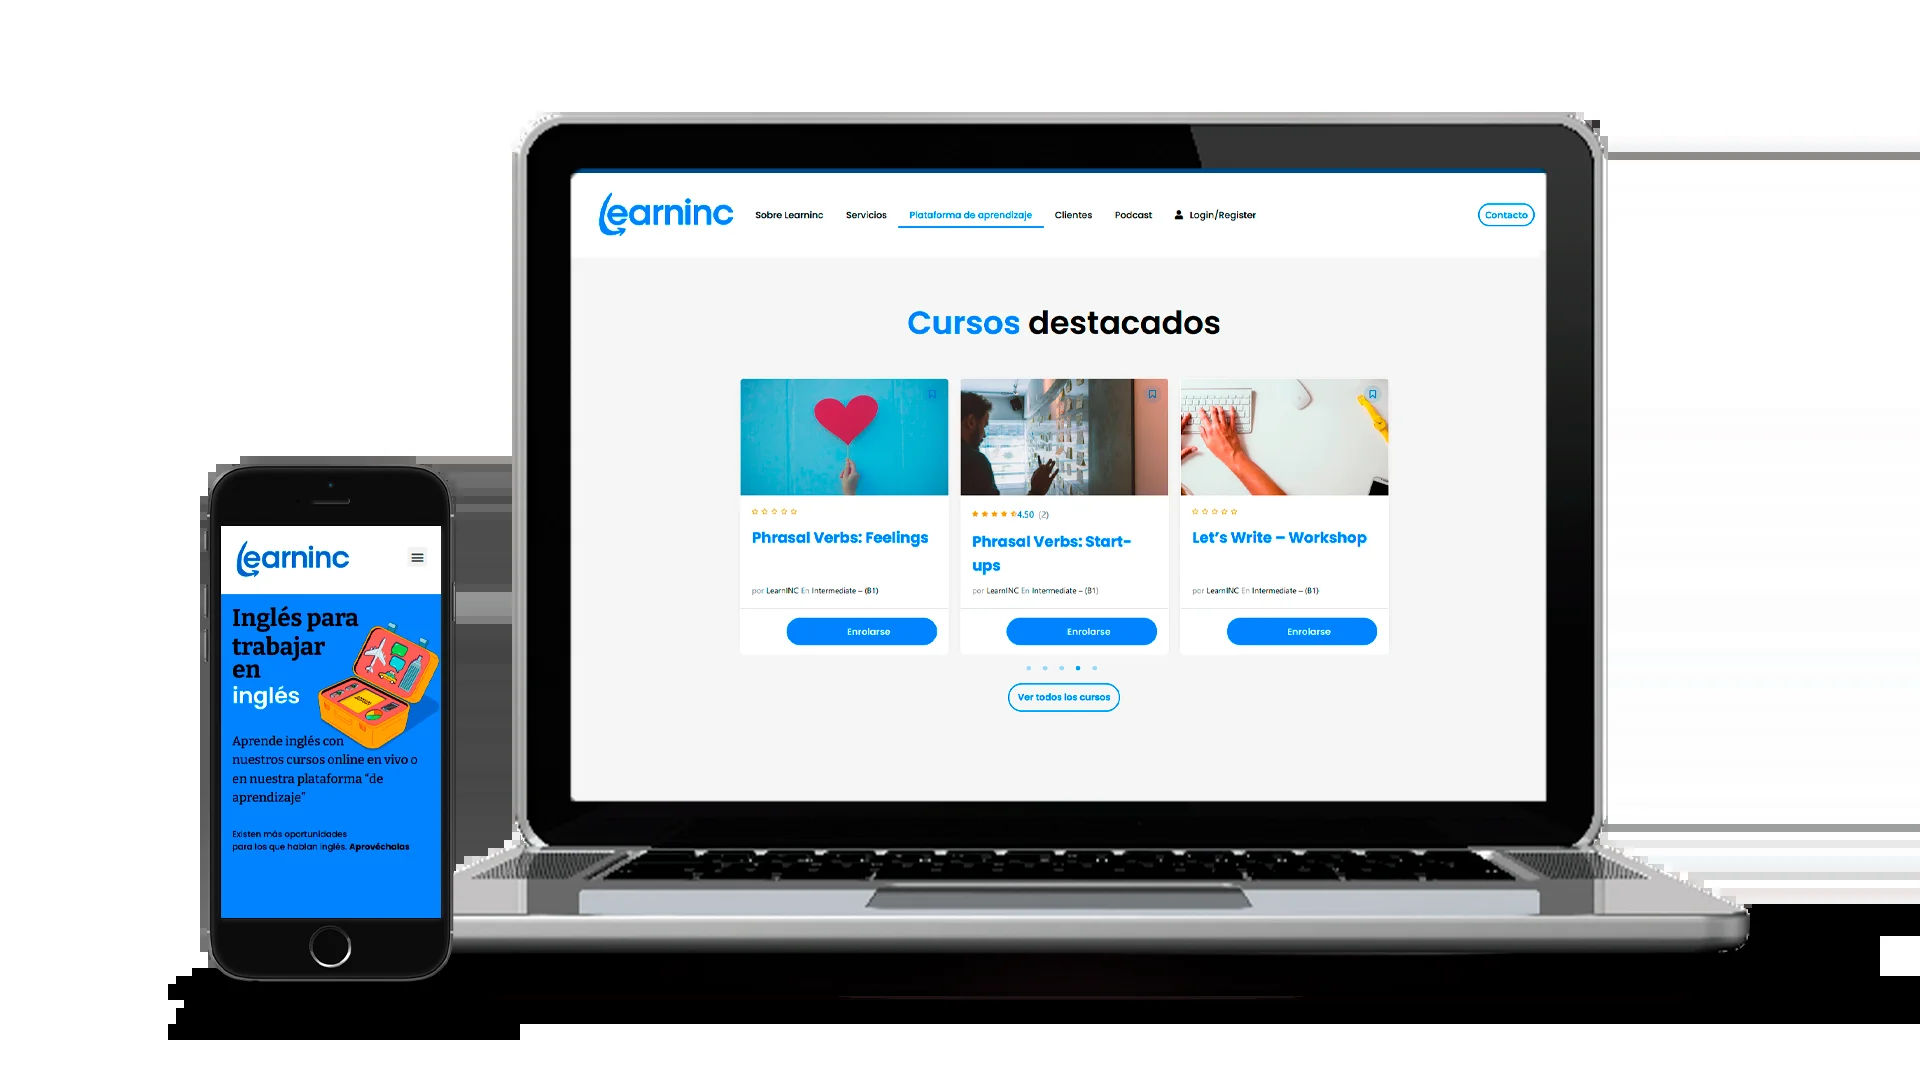 Learninc
Sobre Learninc
Servicios
Plataforma de aprendizaje
Clientes
Podcast
Login/Register
Contacto
Cursos destacados
Phrasal Verbs: Feelings
por LearnINC En Intermediate – (B1)
Enrolarse
4.50 (2)
Phrasal Verbs: Start-
ups
por LearnINC En Intermediate – (B1)
Enrolarse
Let's Write – Workshop
por LearnINC En Intermediate – (B1)
Enrolarse
Ver todos los cursos
Learninc
Inglés para
trabajar
en
inglés
Aprende inglés con
nuestros cursos online en vivo o
en nuestra plataforma “de
aprendizaje”
Existen más oportunidades
para los que hablan inglés. Aprovéchalas